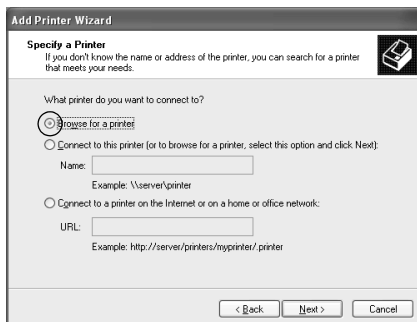 Add Printer Wizard
Specify a Printer
If you don't know the name or address of the printer, you can search for a printer
that meets your needs.
What printer do you want to connect to?
Browse for a printer
Connect to this printer (or to browse for a printer, select this option and click Next):
Name:
Example: \\server\printer
Connect to a printer on the Internet or on a home or office network:
URL:
Example: http://server/printers/myprinter/.printer
< Back
Next >
Cancel